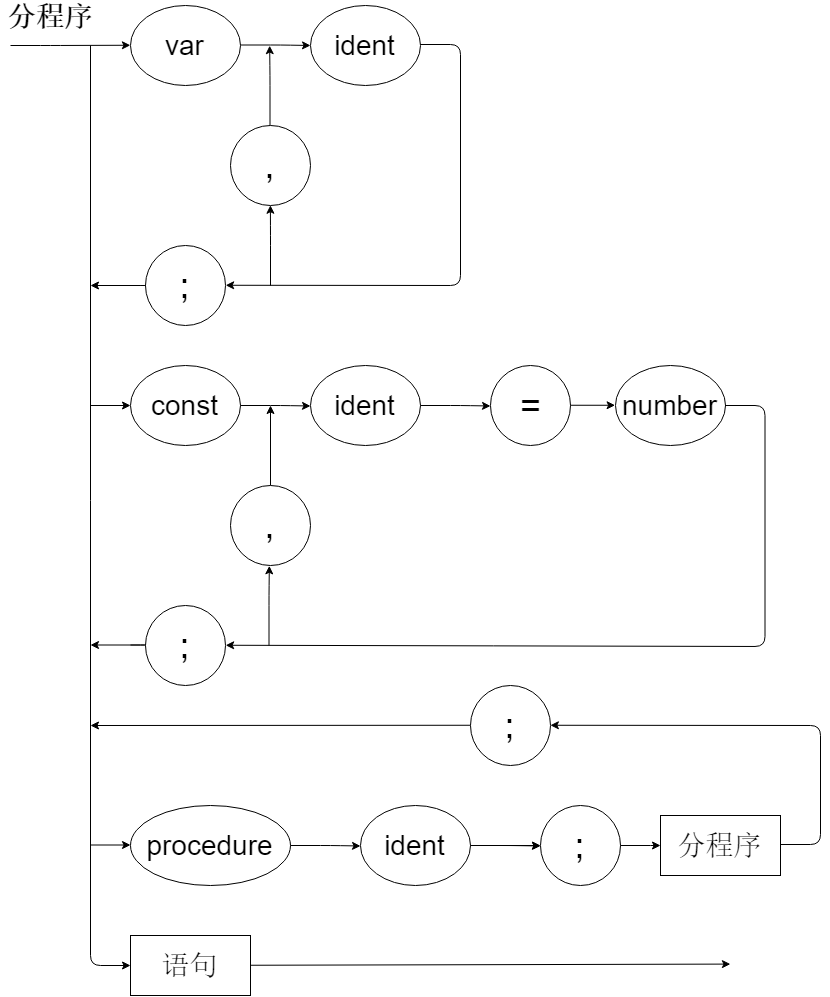 分程序
var ident
,
;
const ident = number
,
;
;
procedure ident ; 分程序
语句